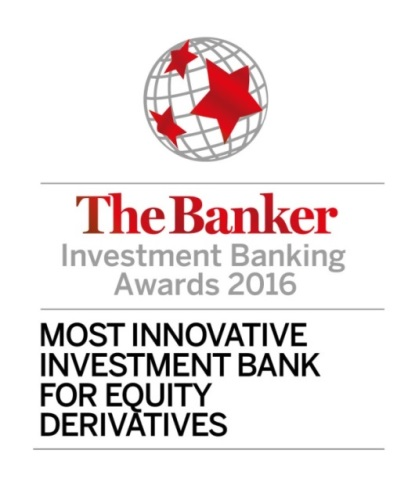 The Banker
Investment Banking
Awards 2016
MOST INNOVATIVE
INVESTMENT BANK
FOR EQUITY
DERIVATIVES